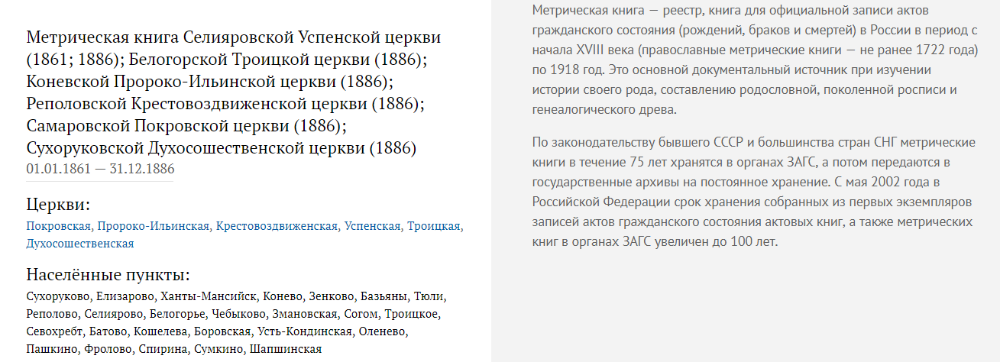 Метрическая книга Селияровской Успенской церкви
(1861; 1886); Белогорской Троицкой церкви (1886);
Коневской Пророко-Ильинской церкви (1886);
Реполовской Крестовоздвиженской церкви (1886);
Самаровской Покровской церкви (1886);
Сухоруковской Духосошественской церкви (1886)
01.01.1861 — 31.12.1886
Церкви:
Покровская, Пророко-Ильинская, Крестовоздвиженская, Успенская, Троицкая,
Духосошественская
Населённые пункты:
Сухоруково, Елизарово, Ханты-Мансийск, Конево, Зенково, Базьяны, Тюли,
Реполово, Селиярово, Белогорье, Чебыково, Змановская, Согом, Троицкое,
Севохребт, Батово, Кошелева, Боровская, Усть-Кондинская, Оленево,
Пашкино, Фролово, Спирина, Сумкино, Шапшинская
Метрическая книга — реестр, книга для официальной записи актов
гражданского состояния (рождений, браков и смертей) в России в период с
начала XVIII века (православные метрические книги — не ранее 1722 года)
по 1918 год. Это основной документальный источник при изучении
истории своего рода, составлению родословной, поколенной росписи и
генеалогического древа.
По законодательству бывшего СССР и большинства стран СНГ метрические
книги в течение 75 лет хранятся в органах ЗАГС, а потом передаются в
государственные архивы на постоянное хранение. С мая 2002 года в
Российской Федерации срок хранения собранных из первых экземпляров
записей актов гражданского состояния актовых книг, а также метрических
книг в органах ЗАГС увеличен до 100 лет.